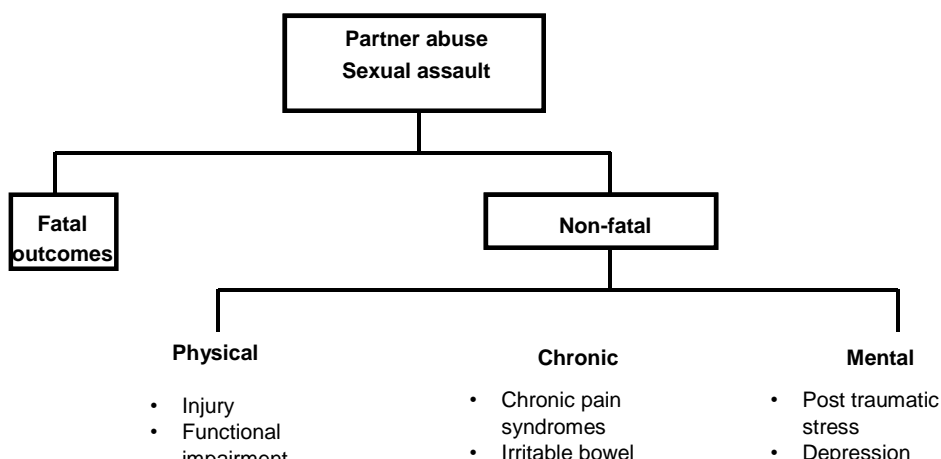 Partner abuse
Sexual assault
Fatal
outcomes
Non-fatal
Physical
• Injury
• Functional
impairment
Chronic
• Chronic pain
syndromes
• Irritable bowel
Mental
• Post traumatic
stress
• Depression